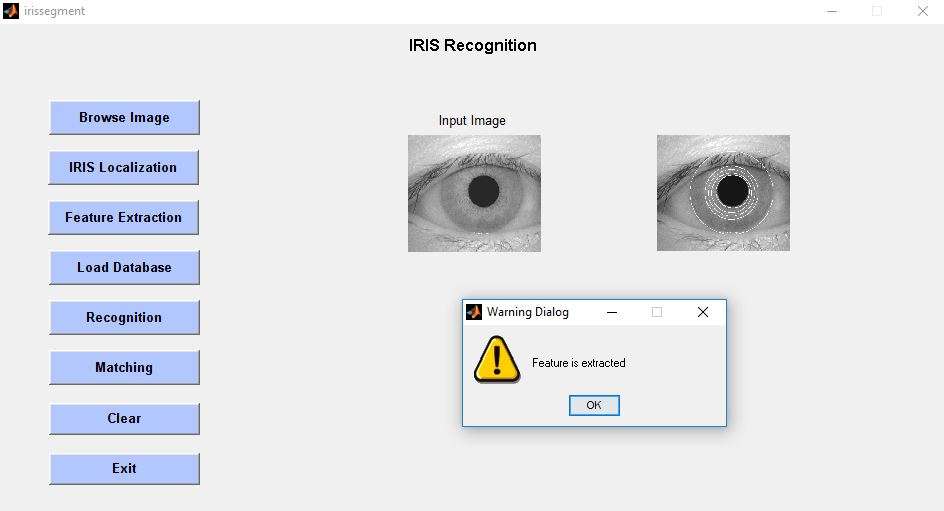 irissegment
IRIS Recognition
Browse Image
IRIS Localization
Feature Extraction
Load Database
Recognition
Matching
Clear
Exit
Input Image
Warning Dialog
Feature is extracted
OK